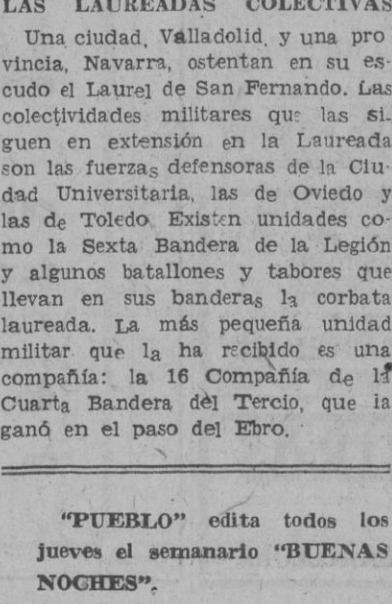 LAS LAUREADAS COLECTIVAS
Una ciudad, Valladolid, y una pro
vincia, Navarra, ostentan en su es-
cudo el Laurel de San Fernando. Las
colectividades militares que las si-
guen en extensión en la Laureada
son las fuerzas defensoras de la Ciu-
dad Universitaria, las de Oviedo y
las de Toledo. Existen unidades co-
mo la Sexta Bandera de la Legión
y algunos batallones y tabores que
llevan en sus banderas la corbata
laureada. La más pequeña unidad
militar que la ha recibido es una
compañía: la 16 Compañía de la
Cuarta Bandera del Tercio, que la
ganó en el paso del Ebro.
"PUEBLO" edita todos los
jueves el semanario "BUENAS
NOCHES".